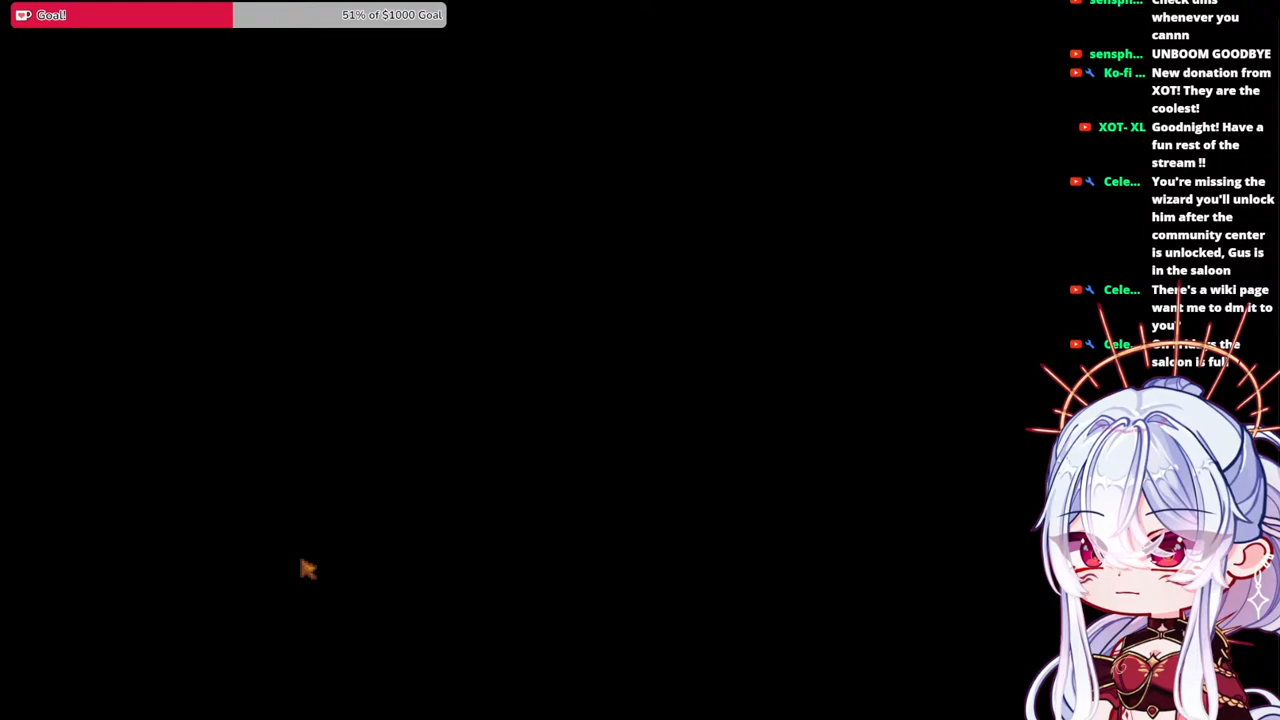 Goal!
51% of $1000 Goal
sensph...
whenever you
cannn
sensph... UNBOOM GOODBYE
Ko-fi ... New donation from
XOT! They are the
coolest!
XOT- XL Goodnight! Have a
fun rest of the
stream !!
Cele... You're missing the
wizard you'll unlock
him after the
community center
is unlocked, Gus is
in the saloon
Cele... There's a wiki page
want me to dm it to
you
the
saloon is full